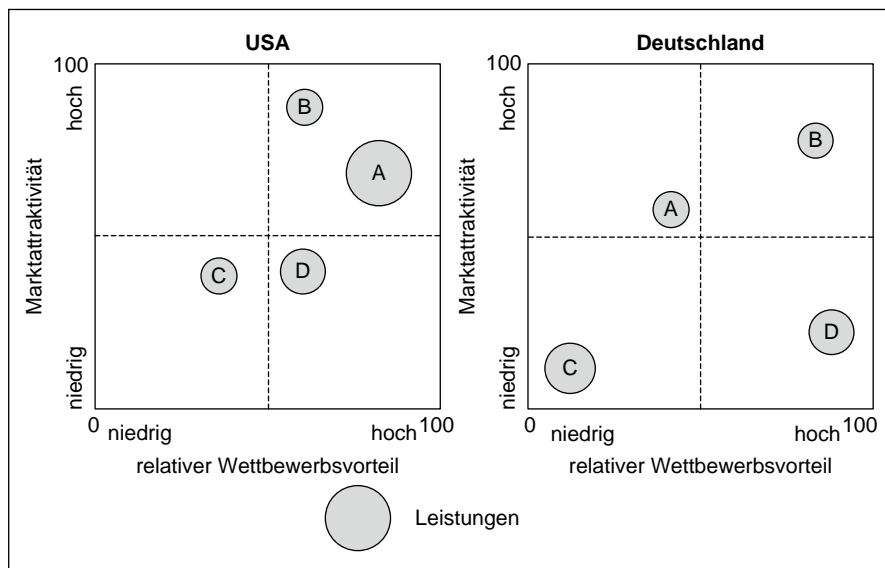 USA
100
hoch
Marktattraktivität
niedrig
B
A
C
D
0
niedrig
hoch
100
relativer Wettbewerbsvorteil
Deutschland
100
hoch
Marktattraktivität
niedrig
B
A
D
C
0
niedrig
hoch
100
relativer Wettbewerbsvorteil
Leistungen